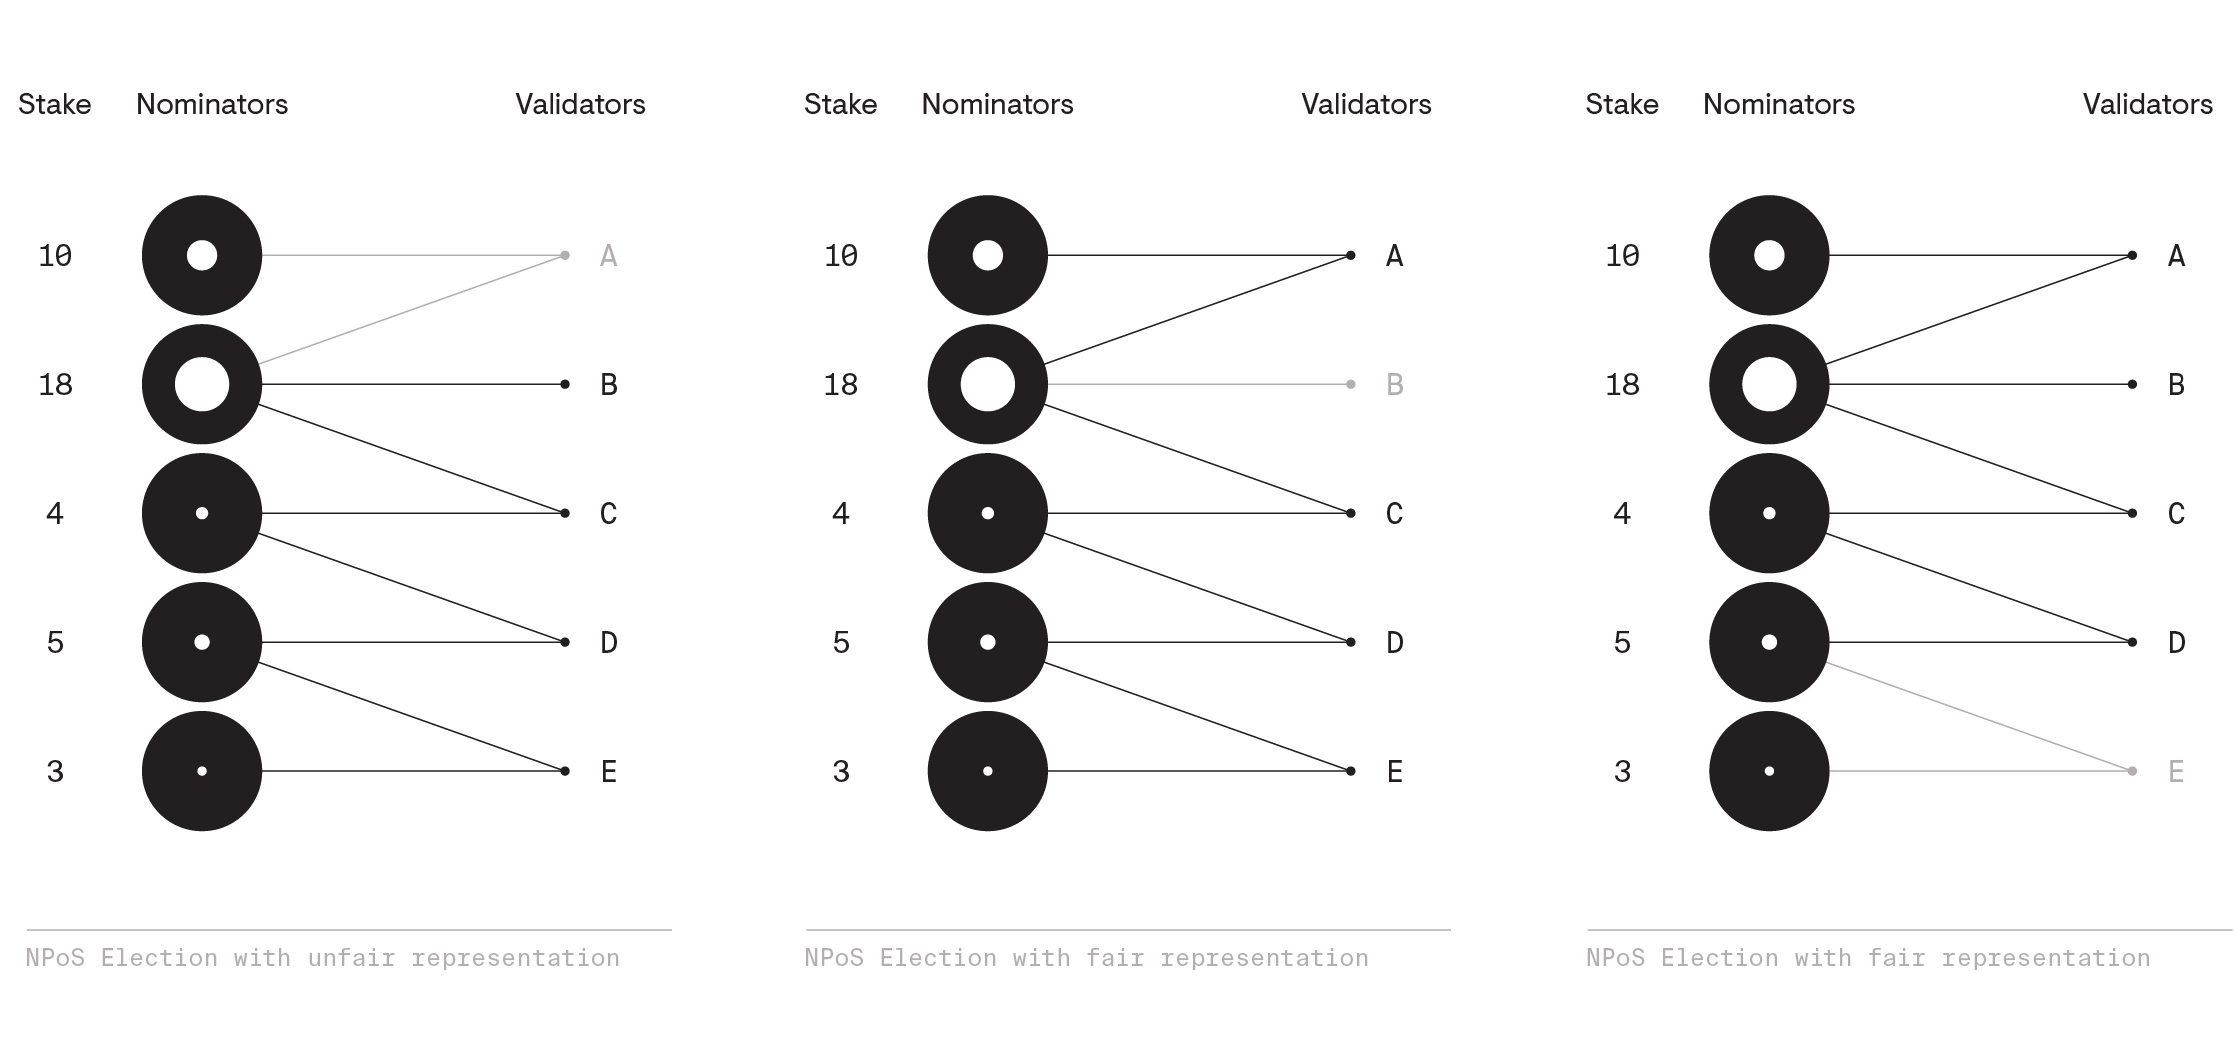 Stake Nominators Validators
10 A
18 B
4 C
5 D
3 E
NPoS Election with unfair representation
Stake Nominators Validators
10 A
18 B
4 C
5 D
3 E
NPoS Election with fair representation
Stake Nominators Validators
10 A
18 B
4 C
5 D
3 E
NPoS Election with fair representation